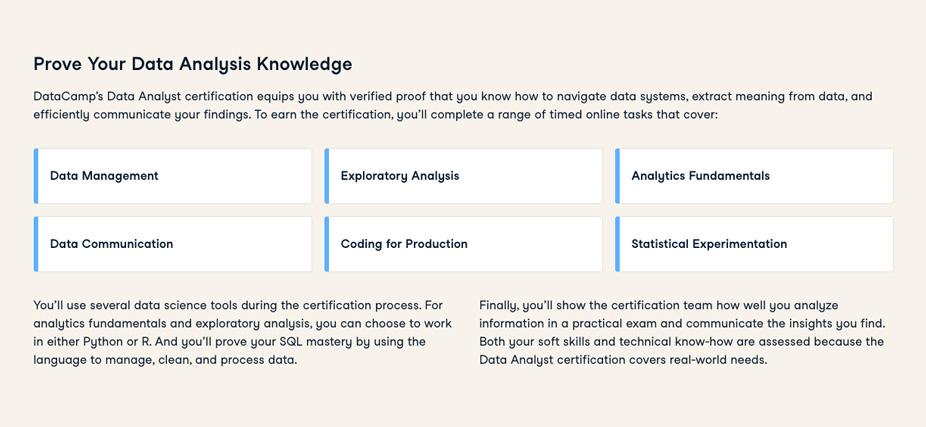 Prove Your Data Analysis Knowledge
DataCamp's Data Analyst certification equips you with verified proof that you know how to navigate data systems, extract meaning from data, and
efficiently communicate your findings. To earn the certification, you'll complete a range of timed online tasks that cover:
Data Management
Exploratory Analysis
Analytics Fundamentals
Data Communication
Coding for Production
Statistical Experimentation
You'll use several data science tools during the certification process. For
analytics fundamentals and exploratory analysis, you can choose to work
in either Python or R. And you'll prove your SQL mastery by using the
language to manage, clean, and process data.
Finally, you'll show the certification team how well you analyze
information in a practical exam and communicate the insights you find.
Both your soft skills and technical know-how are assessed because the
Data Analyst certification covers real-world needs.